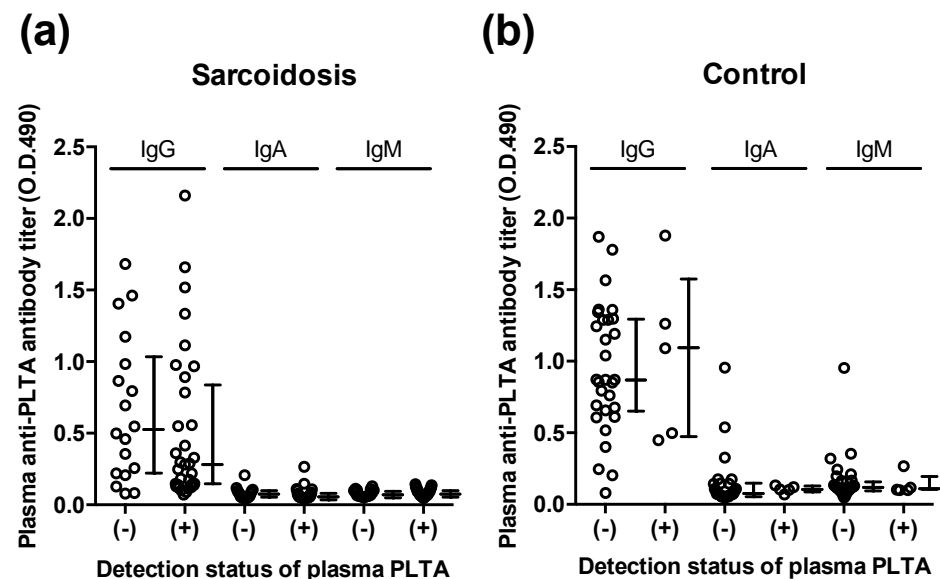 (a)
Sarcoidosis
Plasma anti-PLTA antibody titer (O.D.490)
IgG IgA IgM
2.5
2.0
1.5
1.0
0.5
0.0
(-) (+) (-) (+) (-) (+)
Detection status of plasma PLTA
(b)
Control
Plasma anti-PLTA antibody titer (O.D.490)
IgG IgA IgM
2.5
2.0
1.5
1.0
0.5
0.0
(-) (+) (-) (+) (-) (+)
Detection status of plasma PLTA